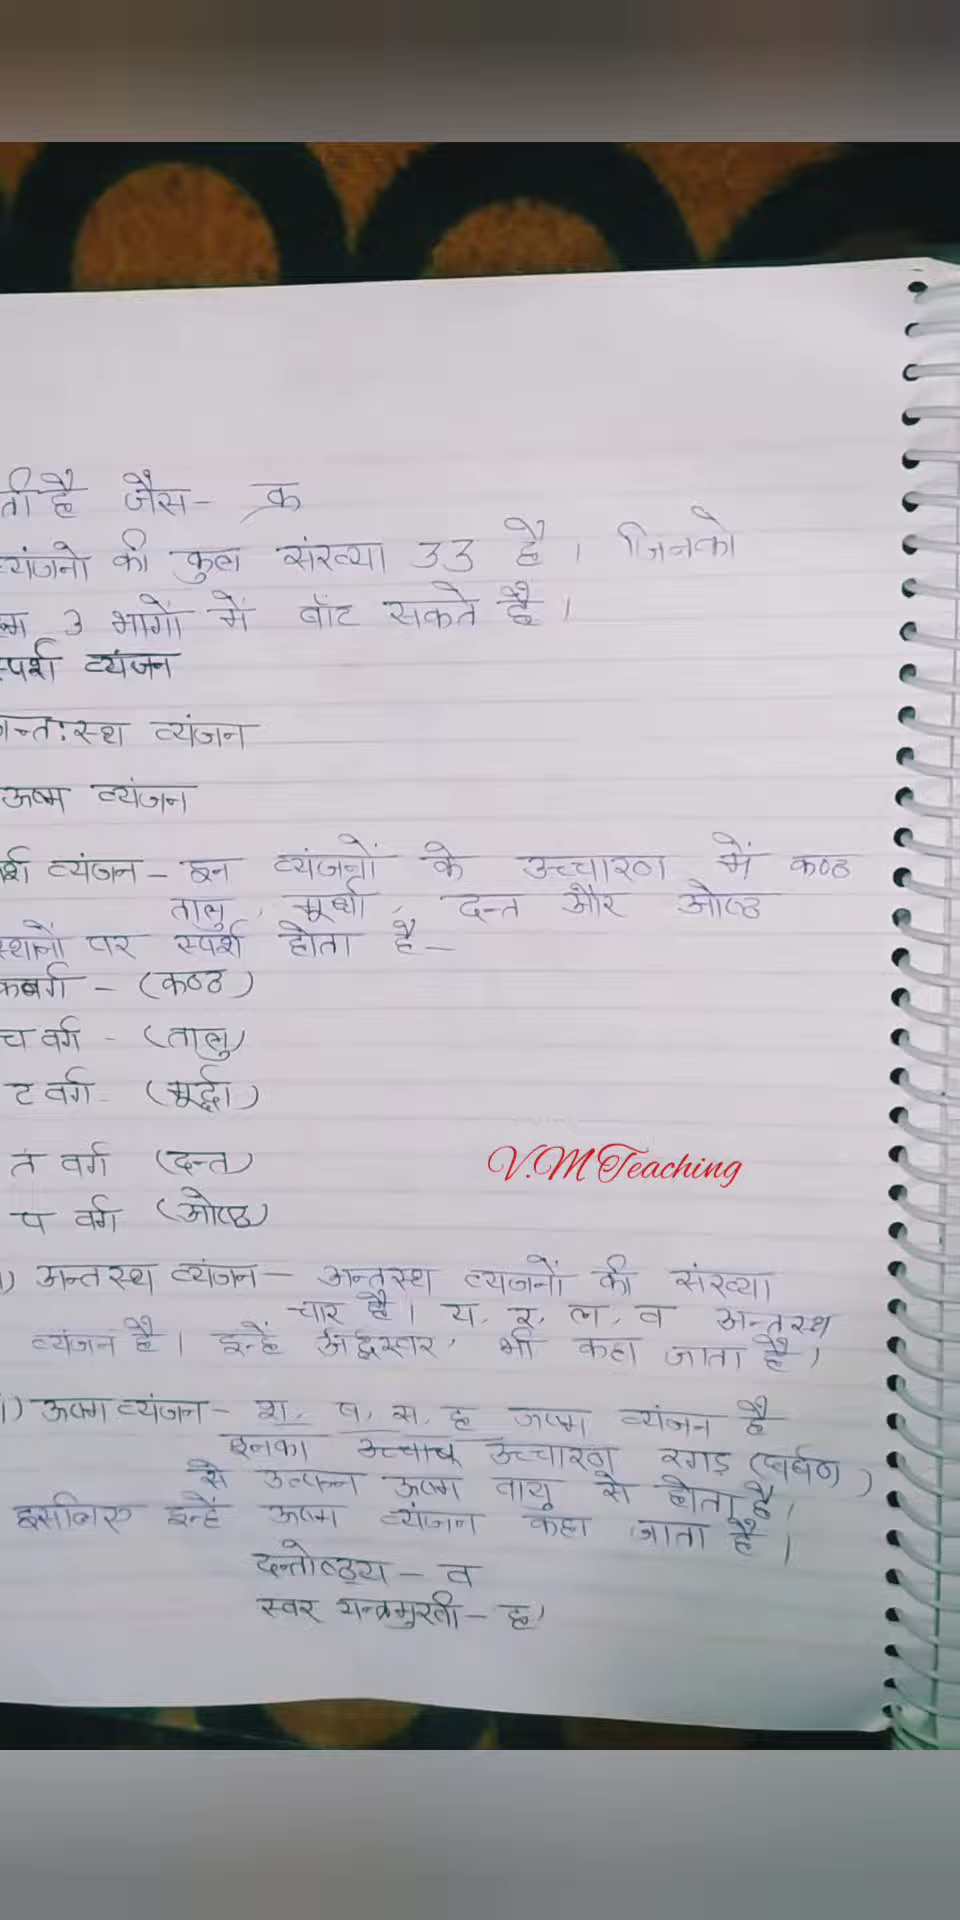 ती है जैस- क्र
व्यंजनो की कुल संख्या 33 है। जिनको
हम 3 भागों में बाँट सकते है।
स्पर्श व्यंजन
अन्त:स्थ व्यंजन
ऊष्म व्यंजन
र्श व्यंजन - इन व्यंजनों के उच्चारण में कण्ठ
तालु, मूर्धा, दन्त और ओष्ठ
स्थानों पर स्पर्श होता है -
कवर्ग - (कण्ठ)
च वर्ग - (तालु)
ट वर्ग- (मूर्द्धा)
त वर्ग (दन्त)
V.M Teaching
प वर्ग (ओष्ठ)
i) अन्तस्थ व्यंजन - अन्तस्थ व्यजनों की संख्या
चार है। य, र, ल, व अन्तस्थ
व्यंजन है। इन्हें अर्द्धस्वर, भी कहा जाता है।
i) ऊष्म व्यंजन - श, ष, स, ह ऊष्म व्यंजन है
इनका उच्चारण रगड़ (घर्षण)
से उत्पन्न ऊष्म वायु से होता है,
इसलिए इन्हें ऊष्म व्यंजन कहा जाता है।
दन्तोष्ठ्य - व
स्वर यन्त्रमुखी - ह।